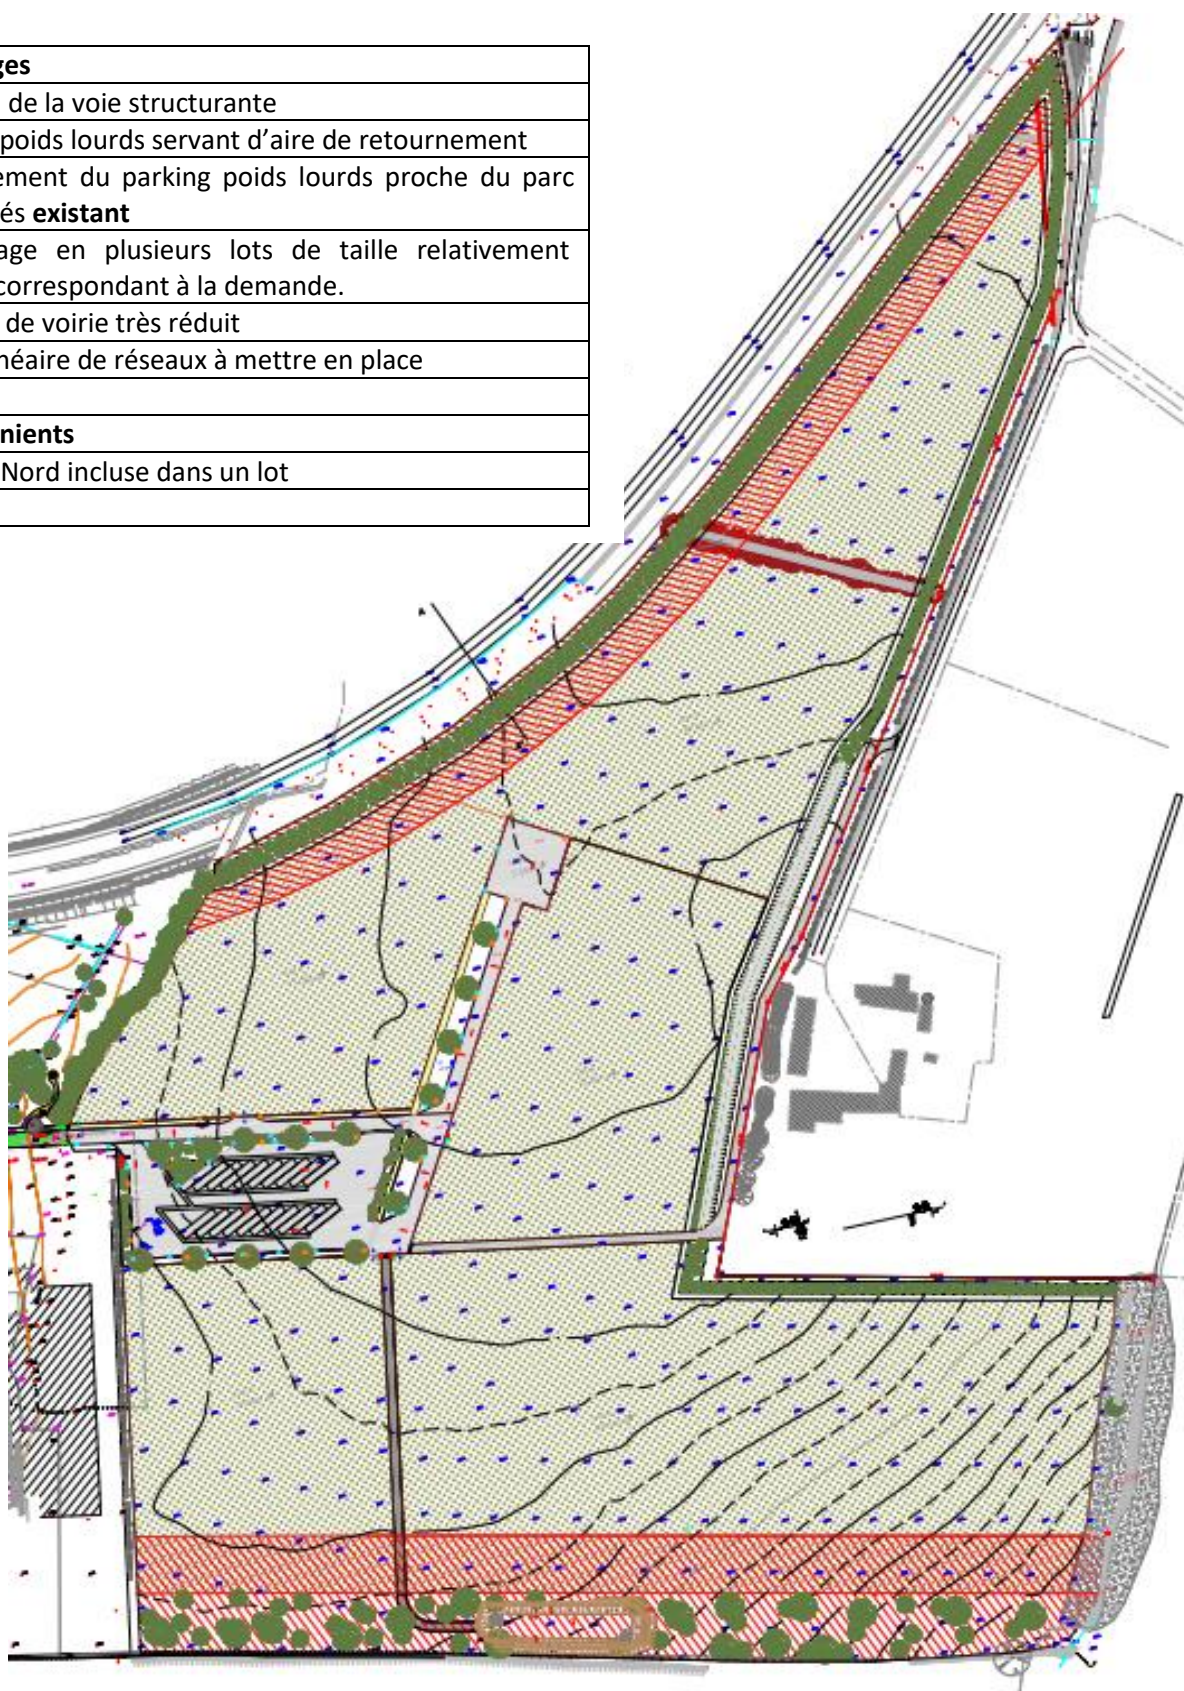 ges
de la voie structurante
poids lourds servant d’aire de retournement
ement du parking poids lourds proche du parc
és existant
age en plusieurs lots de taille relativement
correspondant à la demande.
de voirie très réduit
néaire de réseaux à mettre en place
nients
Nord incluse dans un lot